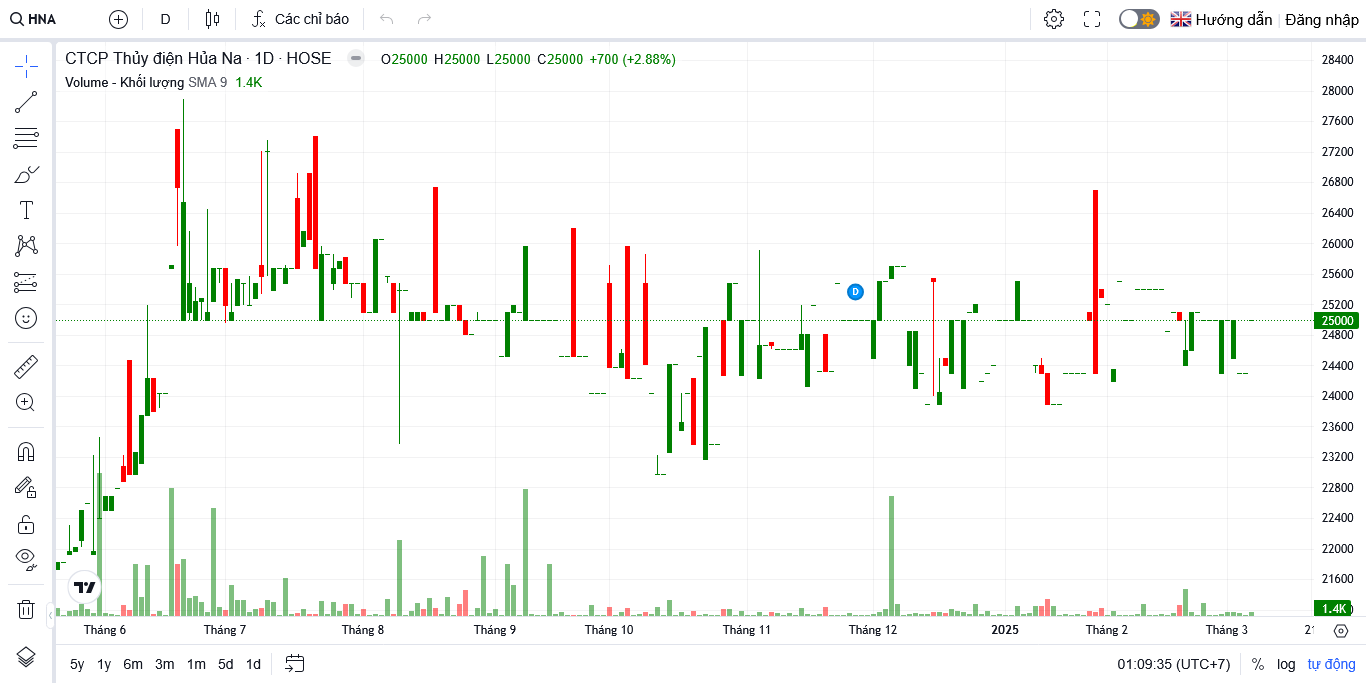 HNA D Các chỉ báo Hướng dẫn Đăng nhập
CTCP Thủy điện Hủa Na · 1D · HOSE O25000 H25000 L25000 C25000 +700 (+2.88%)
Volume - Khối lượng SMA 9 1.4K
28400
28000
27600
27200
26800
26400
26000
25600
25200
25000
24800
24400
24000
23600
23200
22800
22400
22000
21600
1.4K
D
Tháng 6 Tháng 7 Tháng 8 Tháng 9 Tháng 10 Tháng 11 Tháng 12 2025 Tháng 2 Tháng 3
5y 1y 6m 3m 1m 5d 1d 01:09:35 (UTC+7) % log tự động